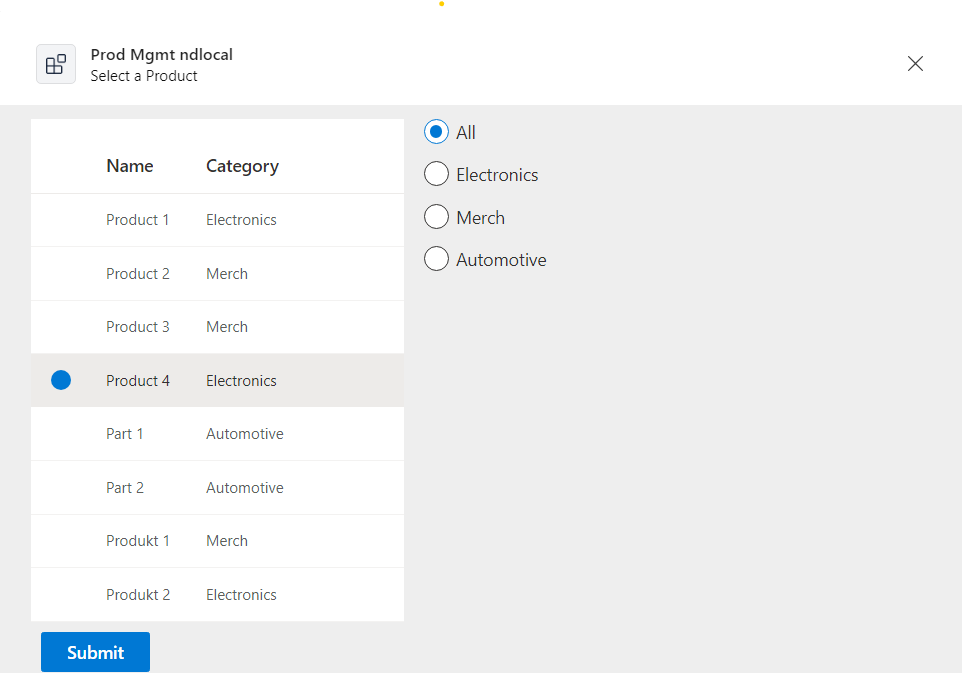 Prod Mgmt ndlocal
Select a Product
Name Category
Product 1 Electronics
Product 2 Merch
Product 3 Merch
Product 4 Electronics
Part 1 Automotive
Part 2 Automotive
Produkt 1 Merch
Produkt 2 Electronics
Submit
All
Electronics
Merch
Automotive